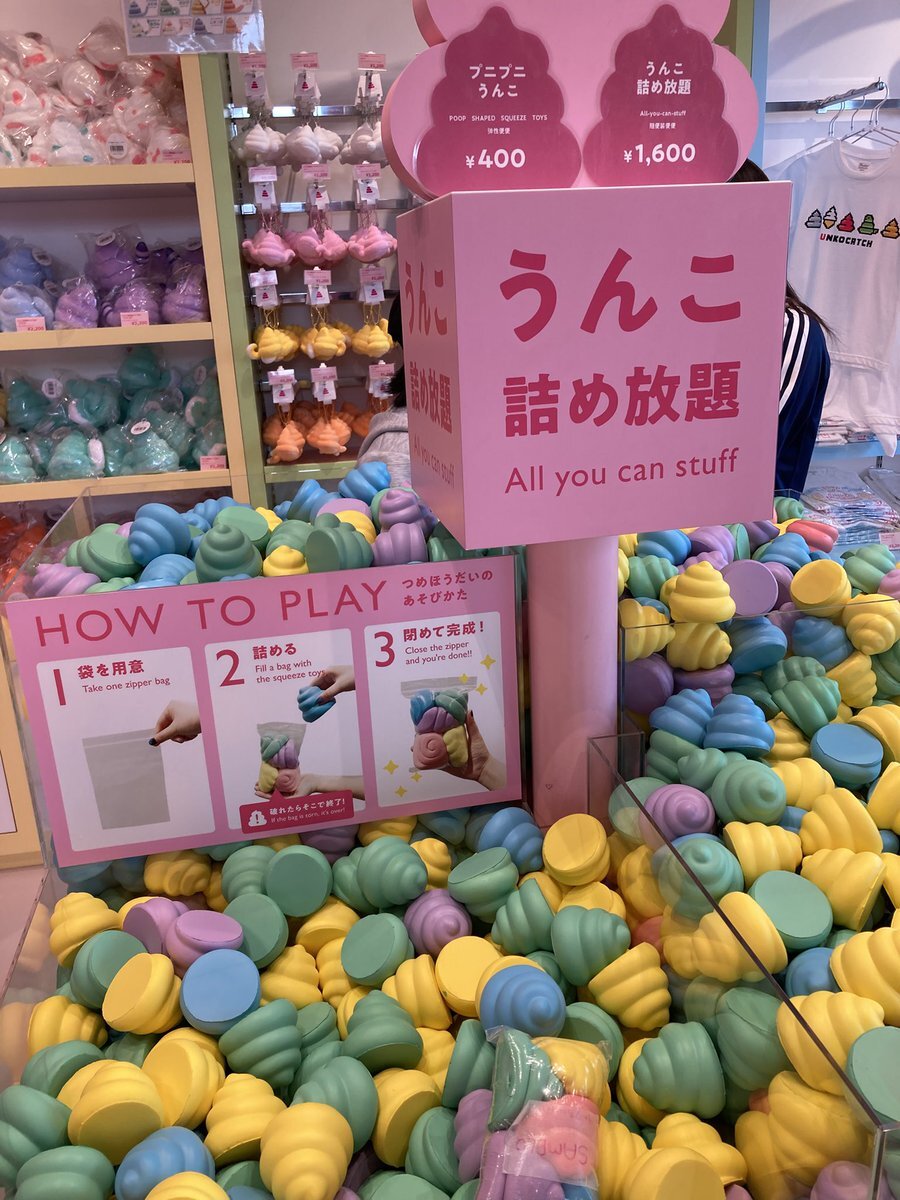 プニプニ
うんこ
POOP SHAPED SQUEEZE TOYS
弾性便便
¥400
うんこ
詰め放題
All-you-can-stuff
随便装便便
¥1,600
うんこ
詰め放題
All you can stuff
うんこ
詰め放題
All you can stuff
UNKOCATCH
HOW TO PLAY
つめほうだいの
あそびかた
1
袋を用意
Take one zipper bag
2
詰める
Fill a bag with
the squeeze toys
破れたらそこで終了!
If the bag is torn, it's over!
3
閉めて完成!
Close the zipper
and you're done!!
SAMPLE